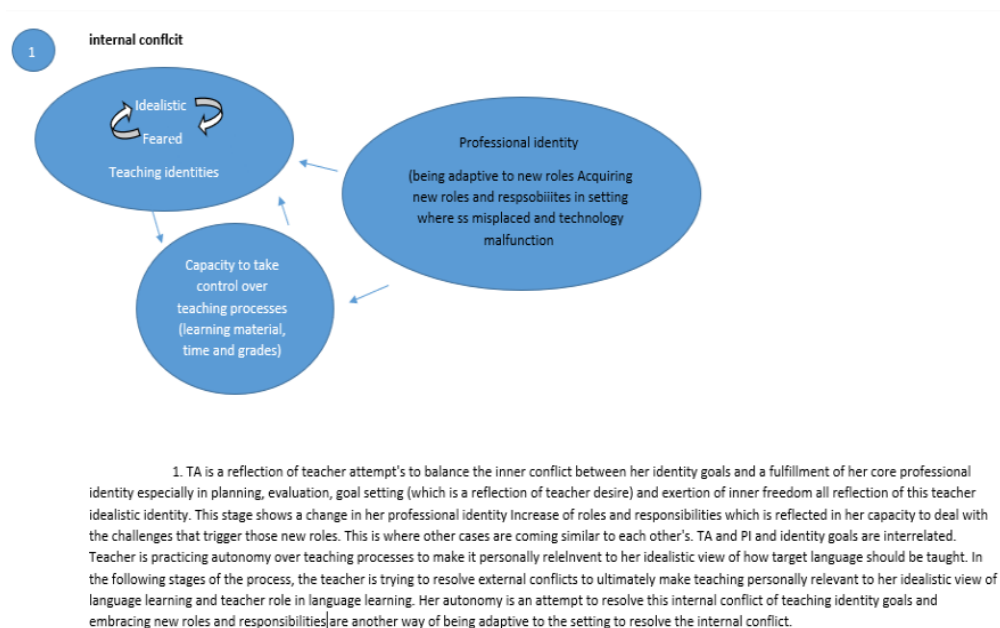 1
internal conflcit
Idealistic
Feared
Teaching identities
Professional identity
(being adaptive to new roles Acquiring
new roles and respsobiiites in setting
where ss misplaced and technology
malfunction
Capacity to take
control over
teaching processes
(learning material,
time and grades)
1. TA is a reflection of teacher attempt's to balance the inner conflict between her identity goals and a fulfillment of her core professional
identity especially in planning, evaluation, goal setting (which is a reflection of teacher desire) and exertion of inner freedom all reflection of this teacher
idealistic identity. This stage shows a change in her professional identity Increase of roles and responsibilities which is reflected in her capacity to deal with
the challenges that trigger those new roles. This is where other cases are coming similar to each other's. TA and PI and identity goals are interrelated.
Teacher is practicing autonomy over teaching processes to make it personally relelnvent to her idealistic view of how target language should be taught. In
the following stages of the process, the teacher is trying to resolve external conflicts to ultimately make teaching personally relevant to her idealistic view of
language learning and teacher role in language learning. Her autonomy is an attempt to resolve this internal conflict of teaching identity goals and
embracing new roles and responsibilities are another way of being adaptive to the setting to resolve the internal conflict.